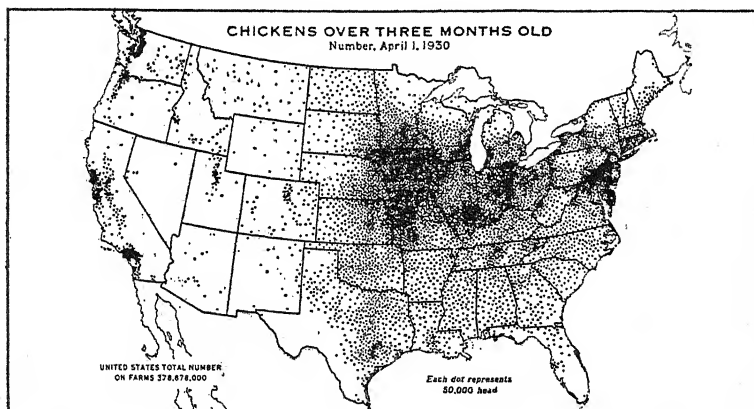 CHICKENS OVER THREE MONTHS OLD
Number, April 1, 1930
UNITED STATES TOTAL NUMBER
ON FARMS 378,878,000
Each dot represents
50,000 head